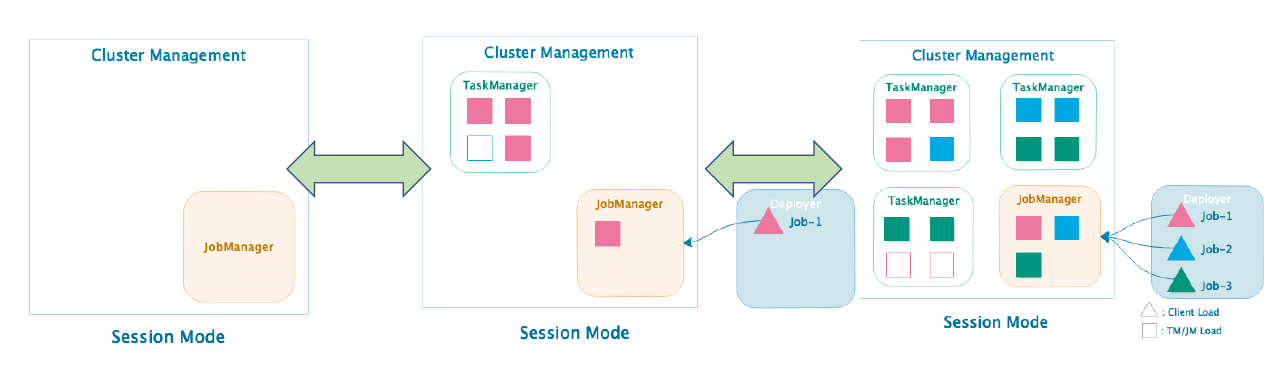 Cluster Management
JobManager
Session Mode
Cluster Management
TaskManager
JobManager
Session Mode
Deployer
Job-1
Cluster Management
TaskManager
TaskManager
TaskManager
JobManager
Session Mode
Deployer
Job-1
Job-2
Job-3
: Client Load
: TM/JM Load